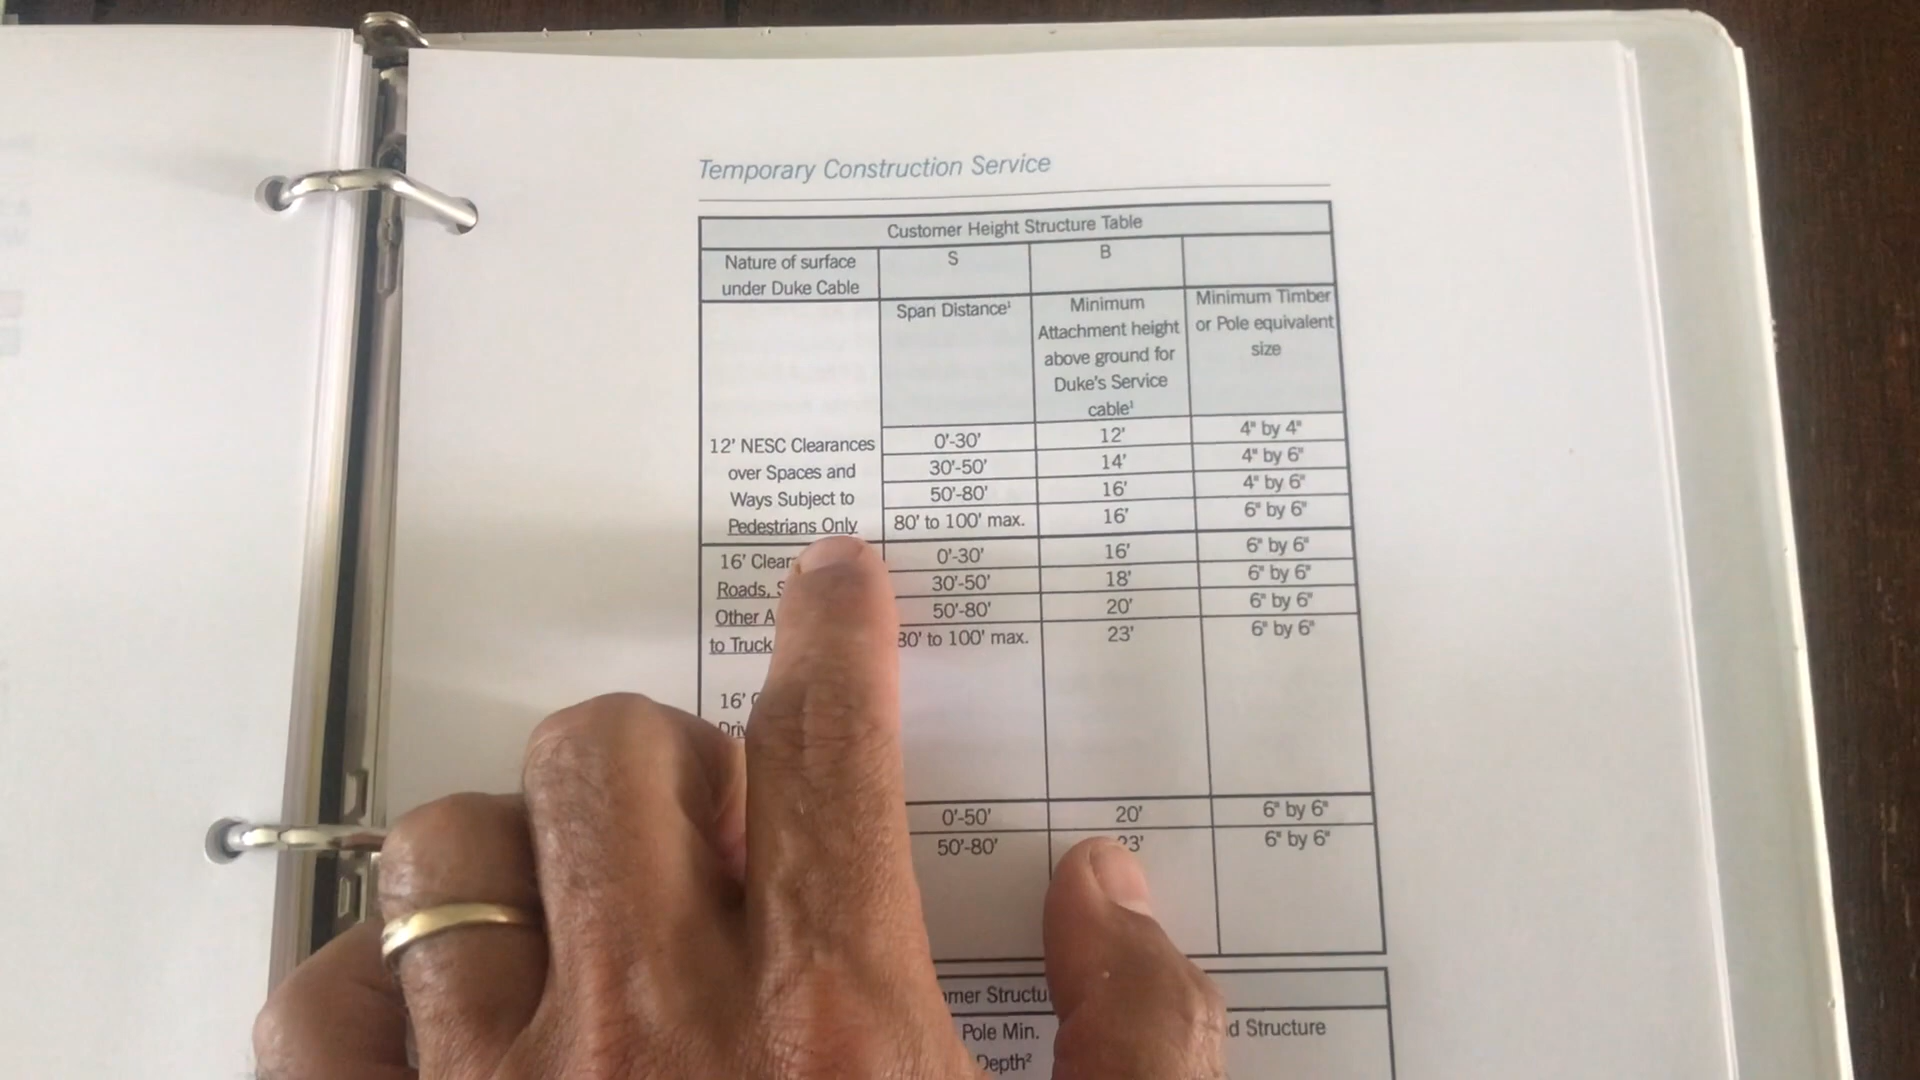 Temporary Construction Service
Customer Height Structure Table
Nature of surface
under Duke Cable
S
B
Span Distance¹
Minimum
Attachment height
above ground for
Duke's Service
cable¹
Minimum Timber
or Pole equivalent
size
12' NESC Clearances
over Spaces and
Ways Subject to
Pedestrians Only
0'-30' 12' 4" by 4"
30'-50' 14' 4" by 6"
50'-80' 16' 4" by 6"
80' to 100' max. 16' 6" by 6"
16'
Roads,
Other
to Truck
0'-30' 16' 6" by 6"
30'-50' 18' 6" by 6"
50'-80' 20' 6" by 6"
80' to 100' max. 23' 6" by 6"
16'
0'-50' 20' 6" by 6"
50'-80' 23' 6" by 6"
Pole Min.
Depth²
Structure